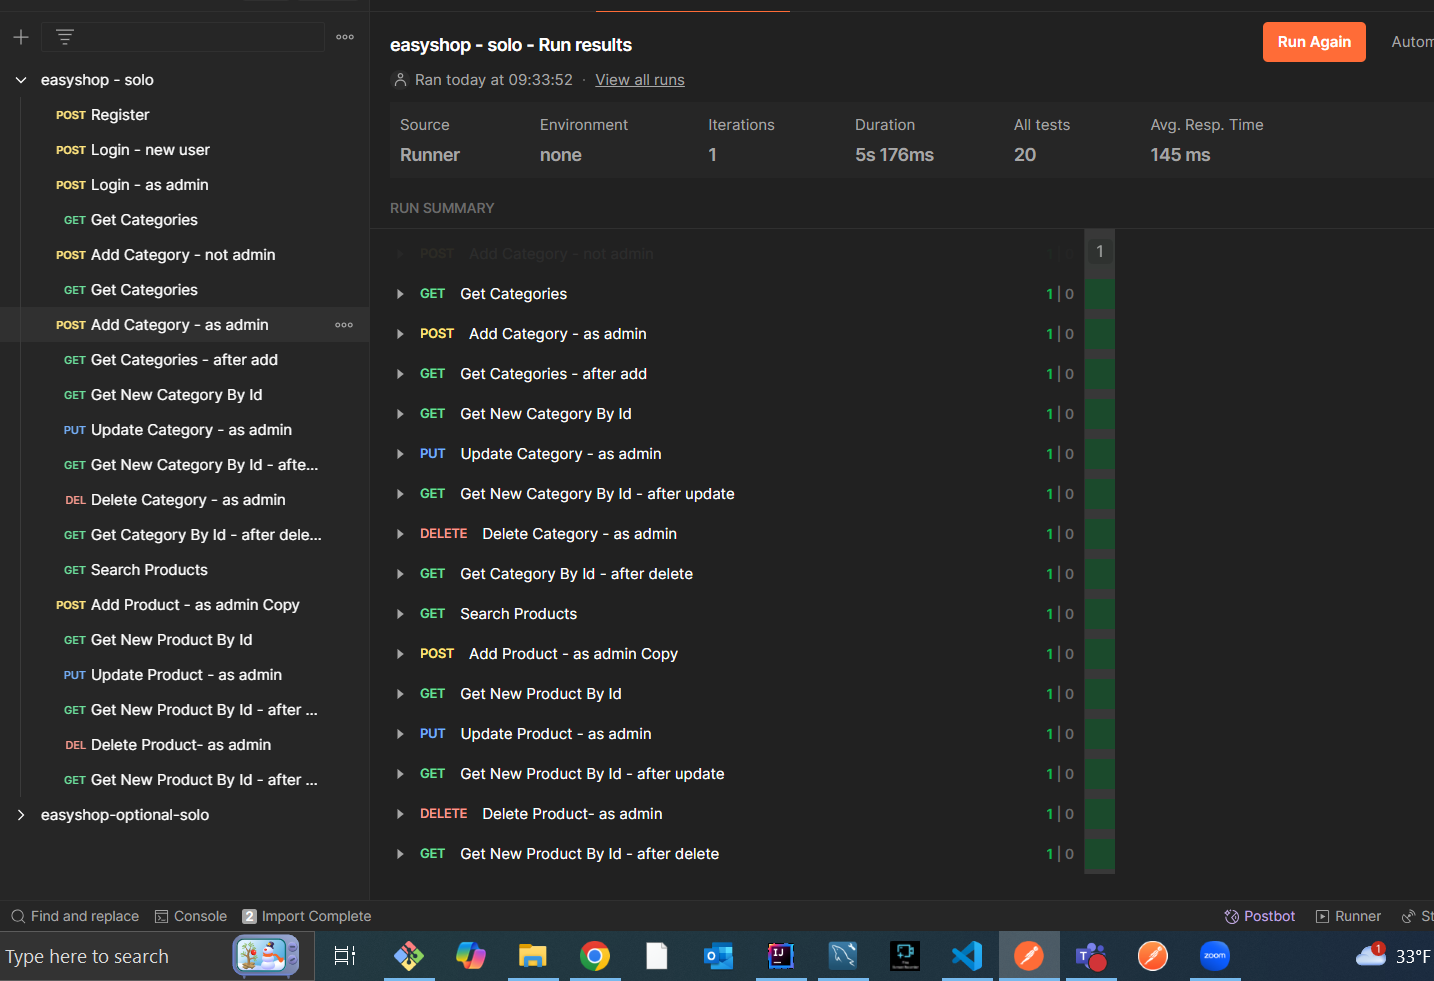 easyshop - solo
POST Register
POST Login - new user
POST Login - as admin
GET Get Categories
POST Add Category - not admin
GET Get Categories
POST Add Category - as admin
GET Get Categories - after add
GET Get New Category By Id
PUT Update Category - as admin
GET Get New Category By Id - afte...
DEL Delete Category - as admin
GET Get Category By Id - after dele...
GET Search Products
POST Add Product - as admin Copy
GET Get New Product By Id
PUT Update Product - as admin
GET Get New Product By Id - after ...
DEL Delete Product- as admin
GET Get New Product By Id - after ...
easyshop-optional-solo
easyshop - solo - Run results
Run Again
Autom
Ran today at 09:33:52 · View all runs
Source Environment Iterations Duration All tests Avg. Resp. Time
Runner none 1 5s 176ms 20 145 ms
RUN SUMMARY
POST Add Category - not admin 1 | 0 1
GET Get Categories 1 | 0
POST Add Category - as admin 1 | 0
GET Get Categories - after add 1 | 0
GET Get New Category By Id 1 | 0
PUT Update Category - as admin 1 | 0
GET Get New Category By Id - after update 1 | 0
DELETE Delete Category - as admin 1 | 0
GET Get Category By Id - after delete 1 | 0
GET Search Products 1 | 0
POST Add Product - as admin Copy 1 | 0
GET Get New Product By Id 1 | 0
PUT Update Product - as admin 1 | 0
GET Get New Product By Id - after update 1 | 0
DELETE Delete Product- as admin 1 | 0
GET Get New Product By Id - after delete 1 | 0
Find and replace Console 2 Import Complete Postbot Runner St
Type here to search IJ zoom 1 33°F